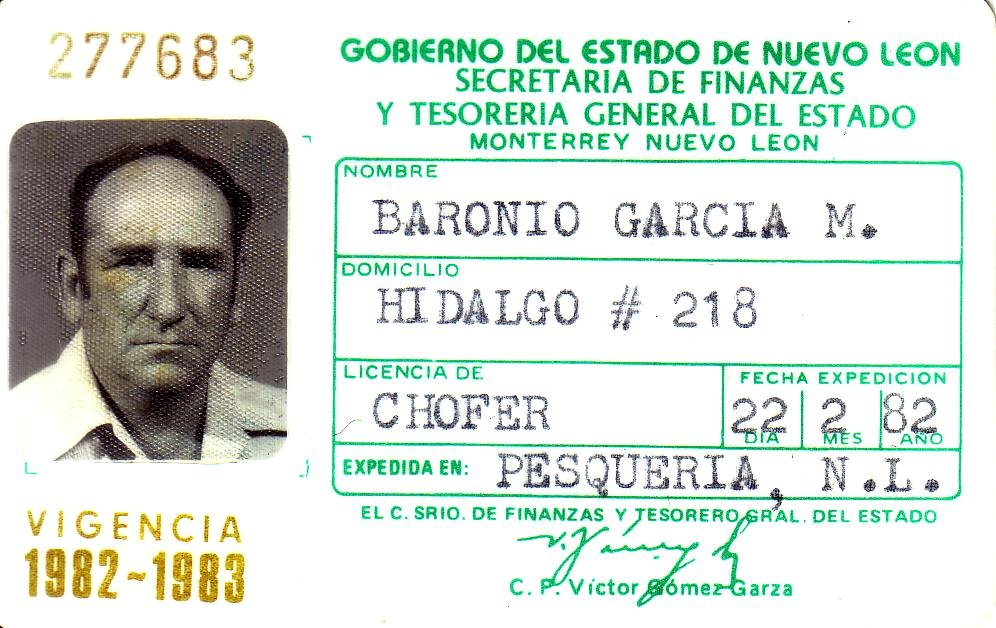 277683
GOBIERNO DEL ESTADO DE NUEVO LEON
SECRETARIA DE FINANZAS
Y TESORERIA GENERAL DEL ESTADO
MONTERREY NUEVO LEON
NOMBRE
BARONIO GARCIA M.
DOMICILIO
HIDALGO # 218
LICENCIA DE
CHOFER
FECHA EXPEDICION
22 2 82
DIA MES AÑO
EXPEDIDA EN: PESQUERIA, N.L.
EL C. SRIO. DE FINANZAS Y TESORERO GRAL. DEL ESTADO
C. P. Víctor Gómez Garza
VIGENCIA
1982~1983